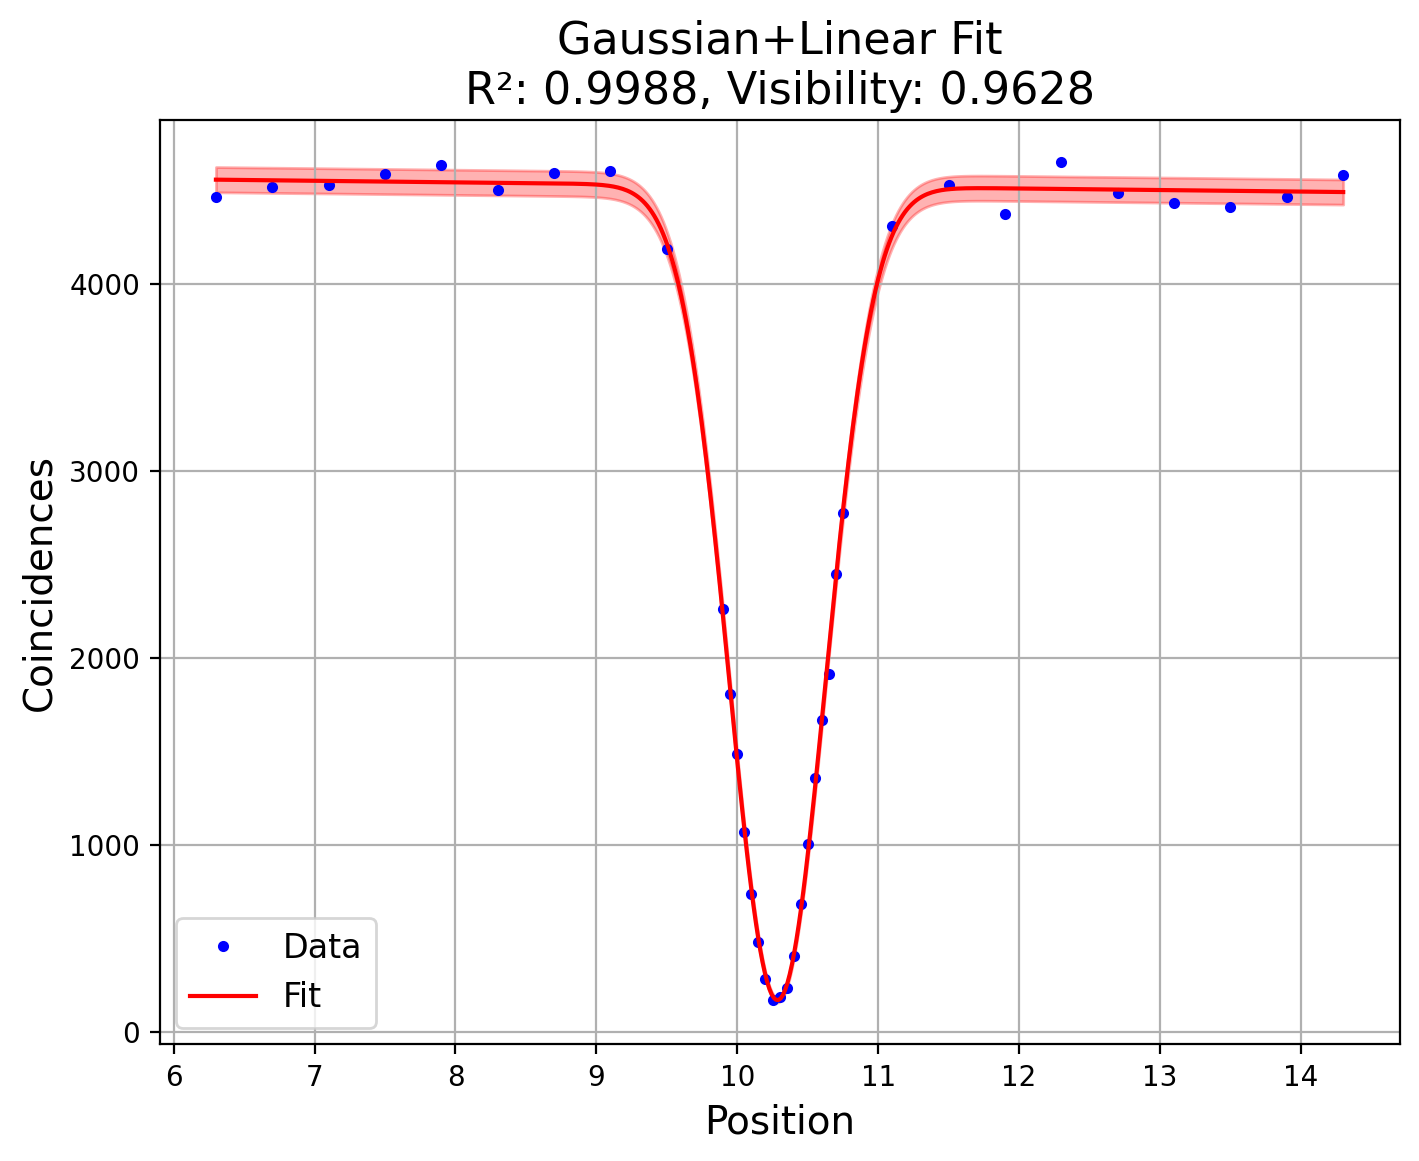 Gaussian+Linear Fit
R²: 0.9988, Visibility: 0.9628
Coincidences
4000
3000
2000
1000
0
Data
Fit
6 7 8 9 10 11 12 13 14
Position